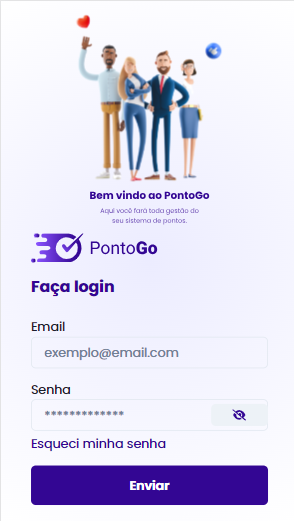 Bem vindo ao PontoGo
Aqui você fará toda gestão do
seu sistema de pontos.
PontoGo
Faça login
Email
exemplo@email.com
Senha
*************
Esqueci minha senha
Enviar